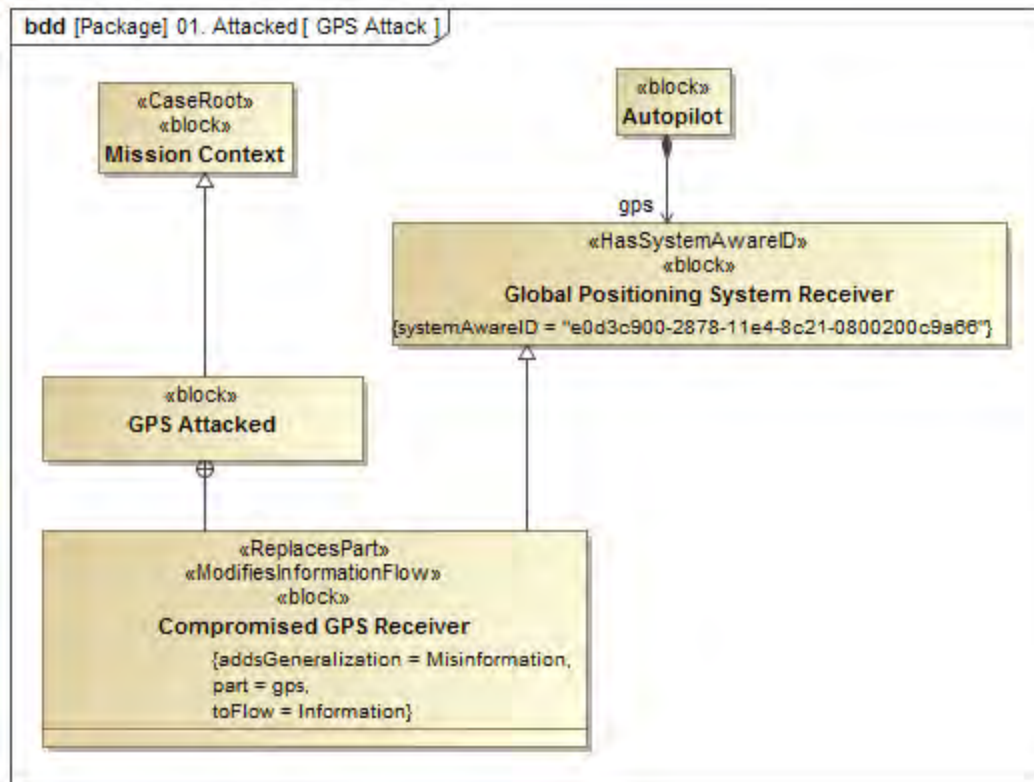 bdd [Package] 01. Attacked [ GPS Attack ]
«CaseRoot»
«block»
Mission Context
«block»
Autopilot
gps
«HasSystemAwareID»
«block»
Global Positioning System Receiver
{systemAwareID = "e0d3c900-2878-11e4-8c21-0800200c9a66"}
«block»
GPS Attacked
«ReplacesPart»
«ModifiesInformationFlow»
«block»
Compromised GPS Receiver
{addsGeneralization = Misinformation,
part = gps,
toFlow = Information}